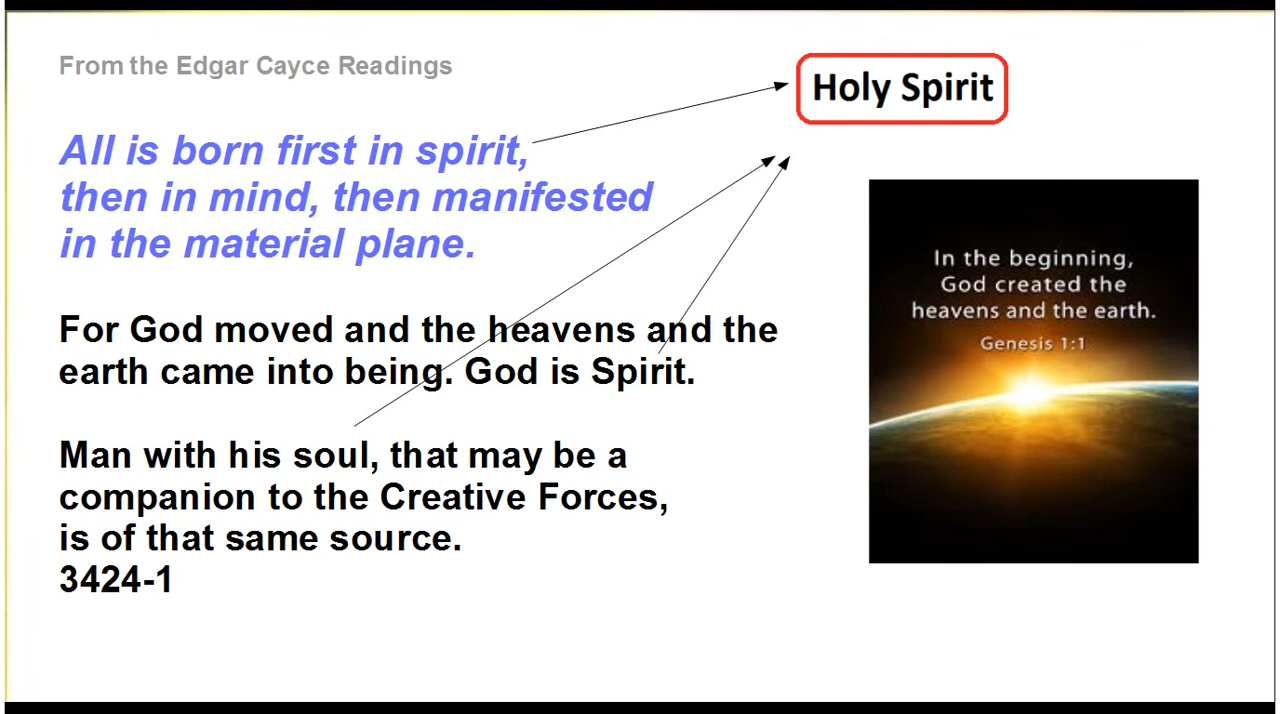 From the Edgar Cayce Readings
Holy Spirit
All is born first in spirit,
then in mind, then manifested
in the material plane.
For God moved and the heavens and the
earth came into being. God is Spirit.
Man with his soul, that may be a
companion to the Creative Forces,
is of that same source.
3424-1
In the beginning,
God created the
heavens and the earth.
Genesis 1:1